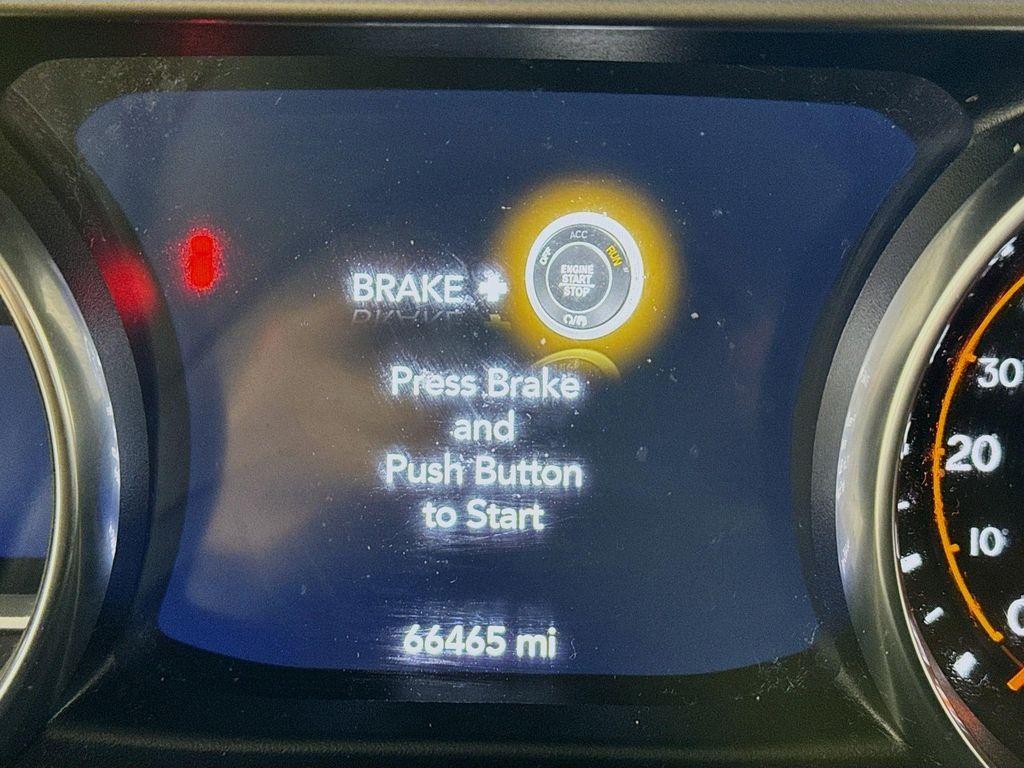 BRAKE +
ACC
OFF
RUN
ENGINE
START
STOP
Press Brake
and
Push Button
to Start
66465 mi
30
20
10
0